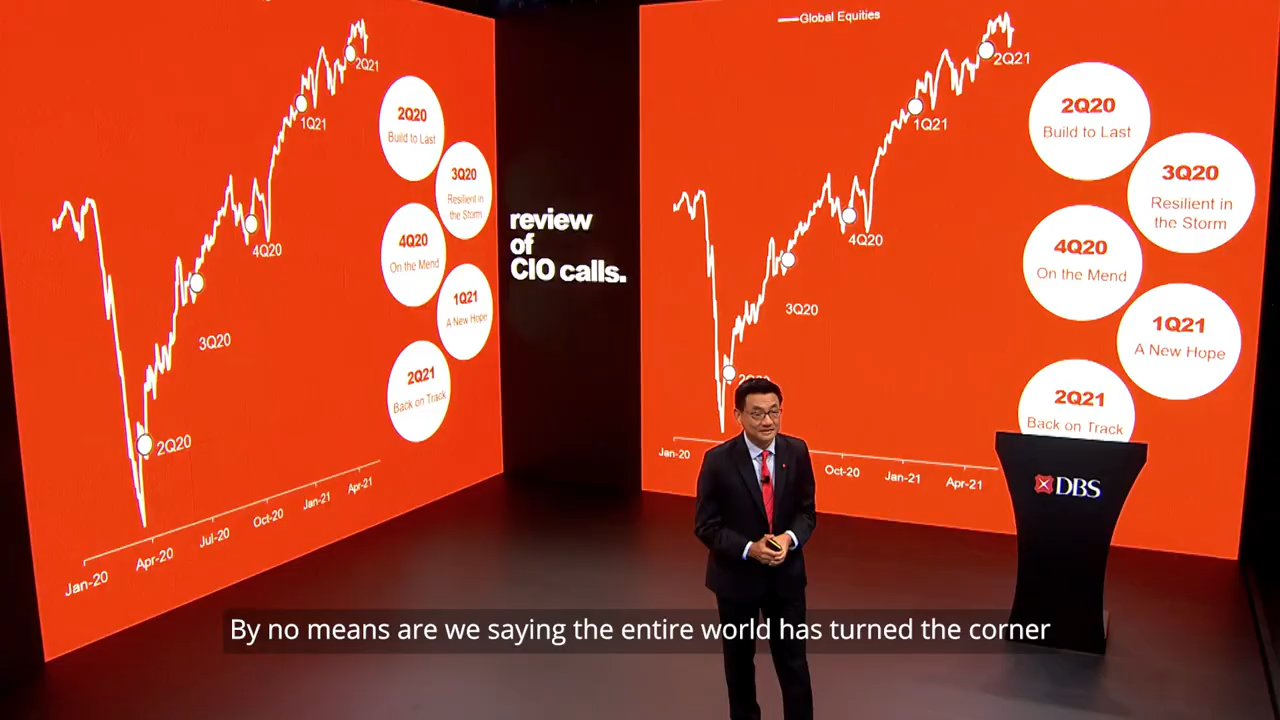 2Q21
1Q21
4Q20
3Q20
2Q20
Jan-20
Apr-20
Jul-20
Oct-20
Jan-21
Apr-21
2Q20
Build to Last
3Q20
Resilient in
the Storm
4Q20
On the Mend
1Q21
A New Hope
2Q21
Back on Track
review
of
CIO calls.
Global Equities
2Q21
1Q21
4Q20
3Q20
Jan-20
Oct-20
Jan-21
Apr-21
2Q20
Build to Last
3Q20
Resilient in
the Storm
4Q20
On the Mend
1Q21
A New Hope
2Q21
Back on Track
DBS
By no means are we saying the entire world has turned the corner